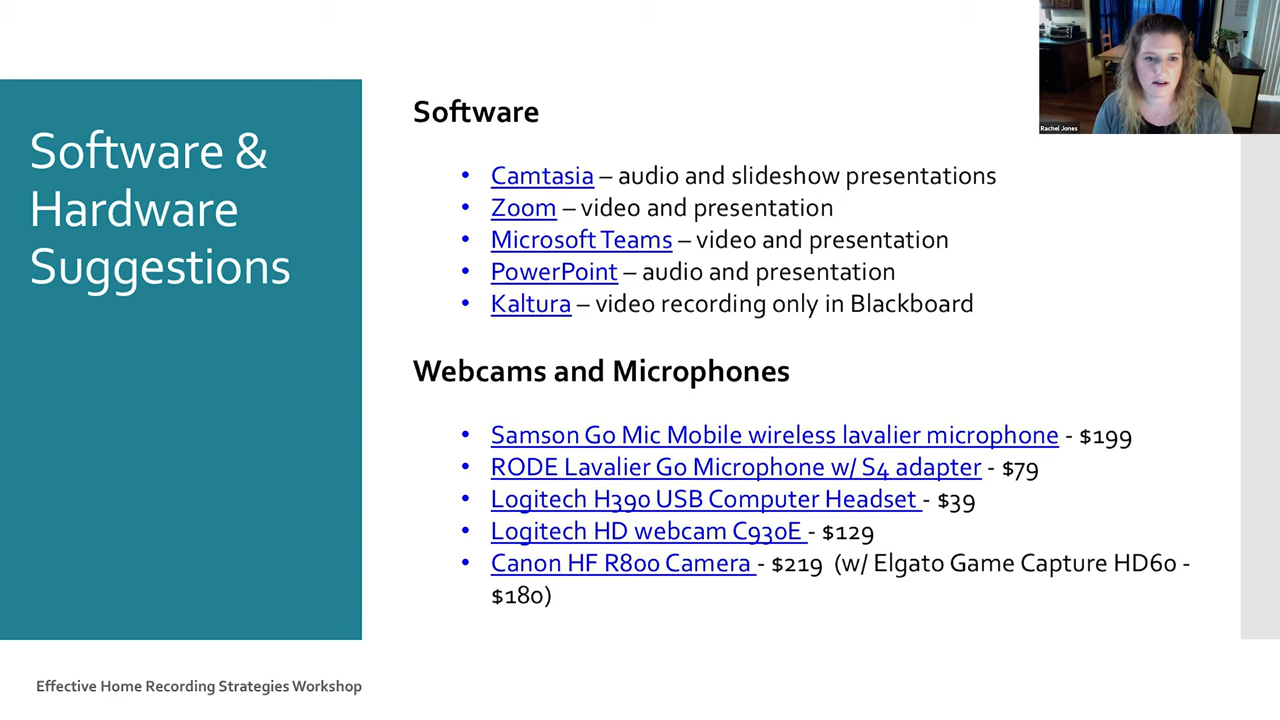 Software &
Hardware
Suggestions
Software
• Camtasia – audio and slideshow presentations
• Zoom – video and presentation
• Microsoft Teams – video and presentation
• PowerPoint – audio and presentation
• Kaltura – video recording only in Blackboard
Webcams and Microphones
• Samson Go Mic Mobile wireless lavalier microphone - $199
• RODE Lavalier Go Microphone w/ S4 adapter - $79
• Logitech H390 USB Computer Headset - $39
• Logitech HD webcam C930E - $129
• Canon HF R800 Camera - $219 (w/ Elgato Game Capture HD60 -
$180)
Rachel Jones
Effective Home Recording Strategies Workshop